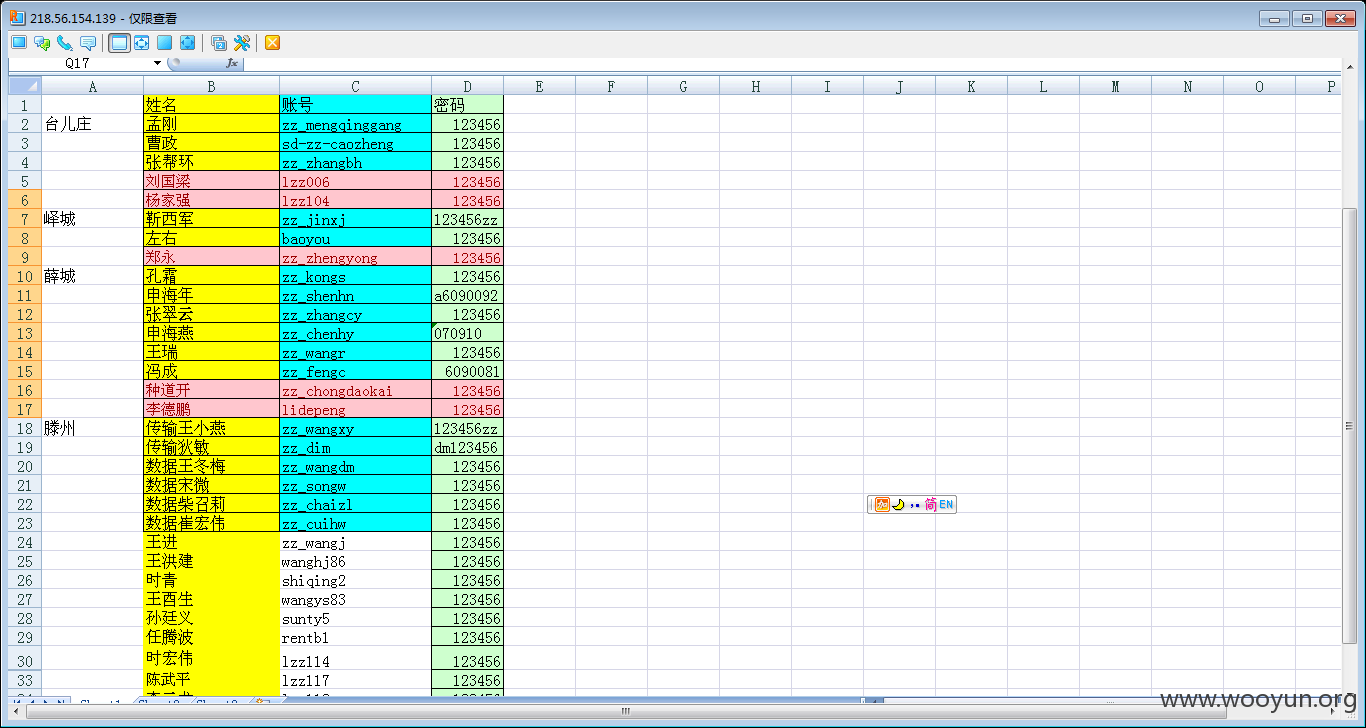 218.56.154.139 - 仅限查看
Q17 fx
A B C D E F G H I J K L M N O P
1 姓名 账号 密码
2 台儿庄 孟刚 zz_mengqinggang 123456
3 曹政 sd-zz-caozheng 123456
4 张帮环 zz_zhangbh 123456
5 刘国梁 lzz006 123456
6 杨家强 lzz104 123456
7 峄城 靳西军 zz_jinxj 123456zz
8 左右 baoyou 123456
9 郑永 zz_zhengyong 123456
10 薛城 孔霜 zz_kongs 123456
11 申海年 zz_shenhn a6090092
12 张翠云 zz_zhangcy 123456
13 申海燕 zz_chenhy 070910
14 王瑞 zz_wangr 123456
15 冯成 zz_fengc 6090081
16 种道开 zz_chongdaokai 123456
17 李德鹏 lidepeng 123456
18 滕州 传输王小燕 zz_wangxy 123456zz
19 传输狄敏 zz_dim dm123456
20 数据王冬梅 zz_wangdm 123456
21 数据宋微 zz_songw 123456
22 数据柴召莉 zz_chaizl 123456
23 数据崔宏伟 zz_cuihw 123456
24 王进 zz_wangj 123456
25 王洪建 wanghj86 123456
26 时青 shiqing2 123456
27 王酉生 wangys83 123456
28 孙廷义 sunty5 123456
29 任腾波 rentb1 123456
30 时宏伟 lzz114 123456
33 陈武平 lzz117 123456
简 EN
www.wooyun.org